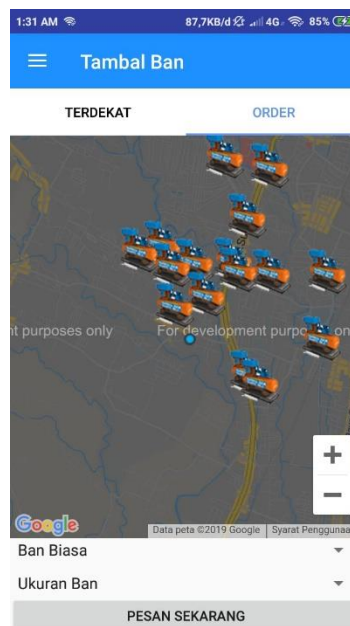 1:31 AM 87,7KB/d 4G 85%
Tambal Ban
TERDEKAT ORDER
t purposes only For development purpo on
Google Data peta ©2019 Google Syarat Penggunaa
Ban Biasa
Ukuran Ban
PESAN SEKARANG